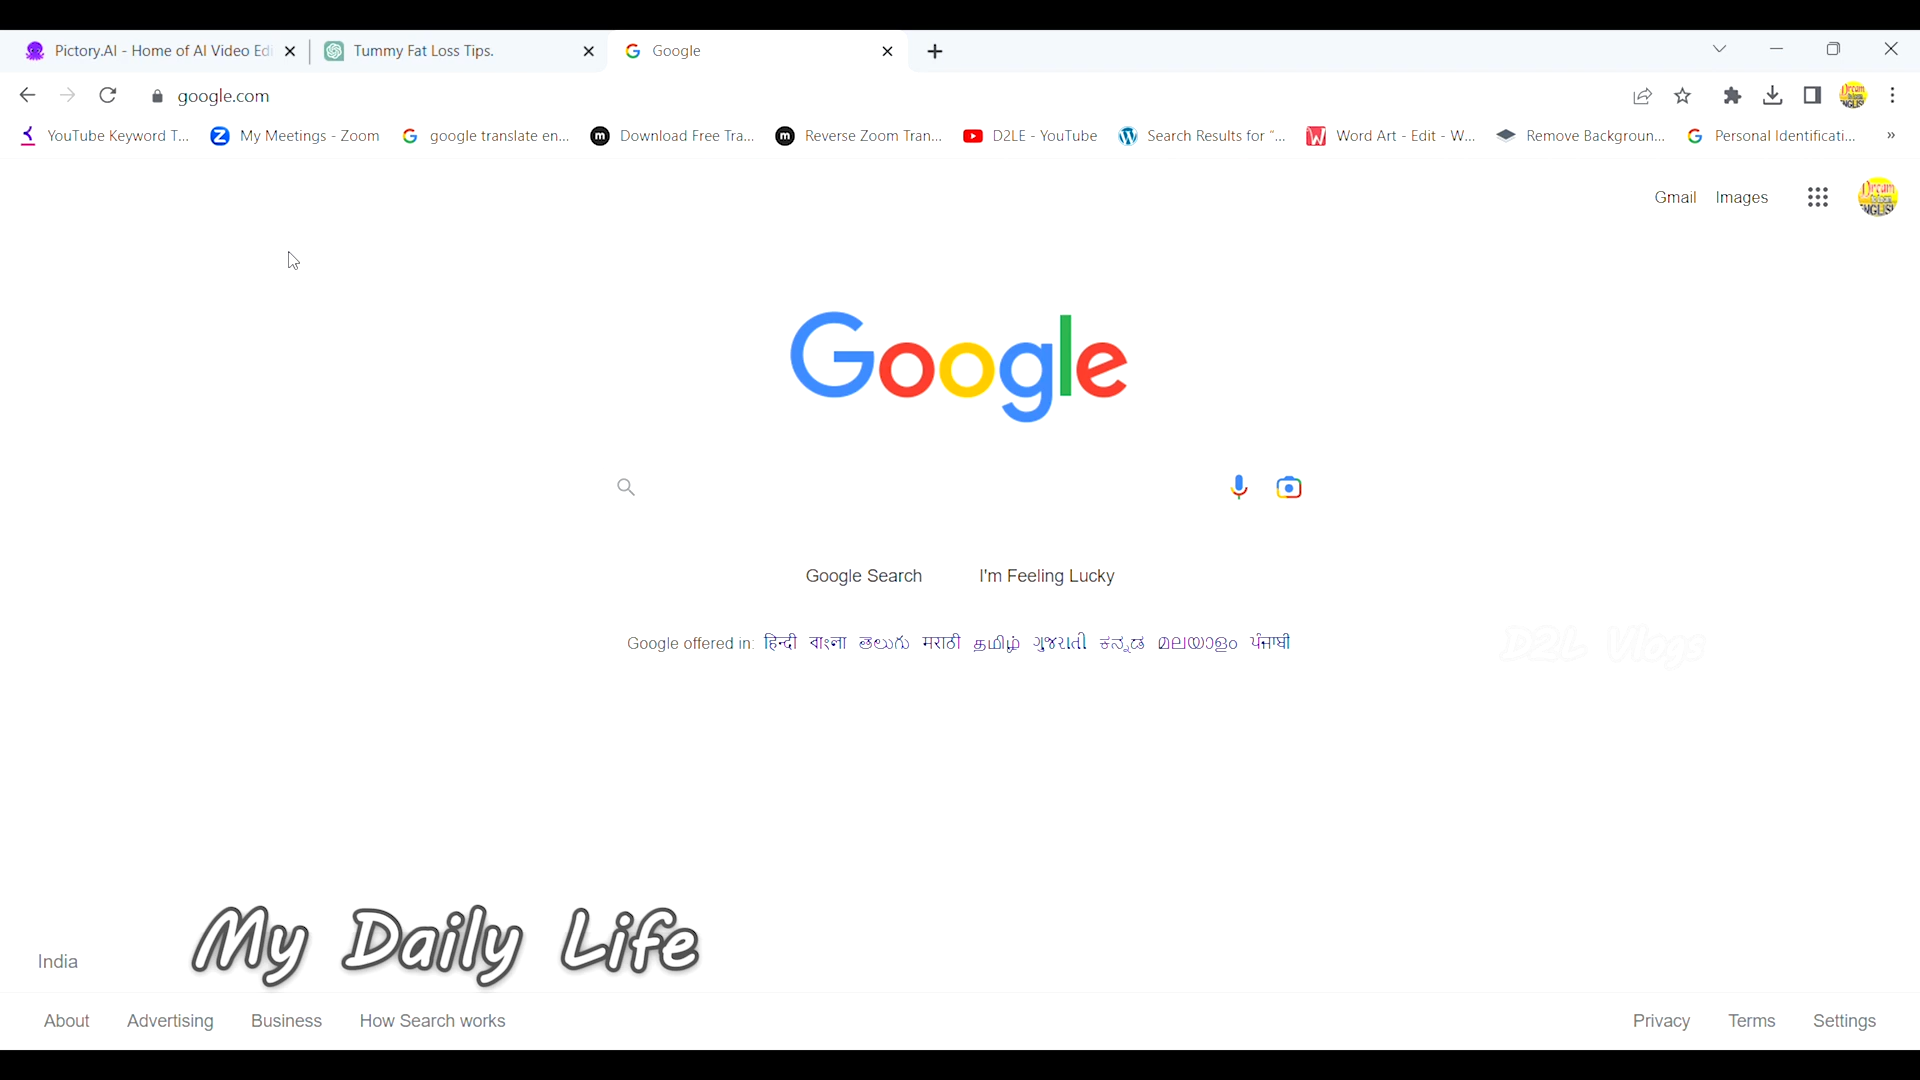 Pictory.AI - Home of AI Video Edi
Tummy Fat Loss Tips.
Google
google.com
YouTube Keyword T...
My Meetings - Zoom
google translate en...
Download Free Tra...
Reverse Zoom Tran...
D2LE - YouTube
Search Results for “...
Word Art - Edit - W...
Remove Backgroun...
Personal Identificati...
»
Gmail Images
Google
Google Search I'm Feeling Lucky
Google offered in: हिन्दी বাংলা తెలుగు मराठी தமிழ் ગુજરાતી ಕನ್ನಡ മലയാളം ਪੰਜਾਬੀ
D2L Vlogs
My Daily Life
India
About Advertising Business How Search works
Privacy Terms Settings